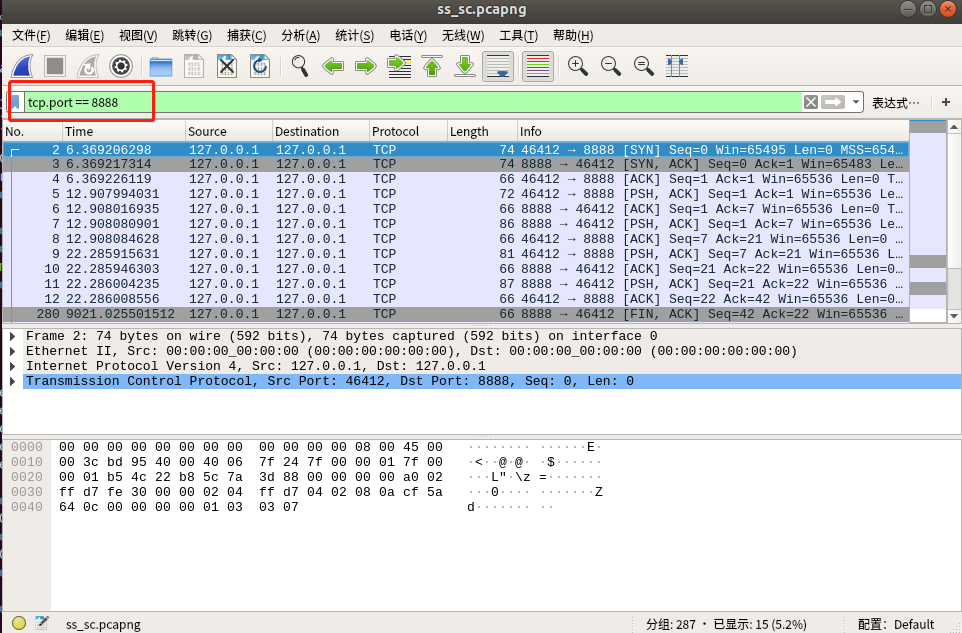 ss_sc.pcapng
文件(F) 编辑(E) 视图(V) 跳转(G) 捕获(C) 分析(A) 统计(S) 电话(Y) 无线(W) 工具(T) 帮助(H)
tcp.port == 8888 表达式… +
No. Time Source Destination Protocol Length Info
2 6.369206298 127.0.0.1 127.0.0.1 TCP 74 46412 → 8888 [SYN] Seq=0 Win=65495 Len=0 MSS=654…
3 6.369217314 127.0.0.1 127.0.0.1 TCP 74 8888 → 46412 [SYN, ACK] Seq=0 Ack=1 Win=65483 Le…
4 6.369226119 127.0.0.1 127.0.0.1 TCP 66 46412 → 8888 [ACK] Seq=1 Ack=1 Win=65536 Len=0 T…
5 12.907994031 127.0.0.1 127.0.0.1 TCP 72 46412 → 8888 [PSH, ACK] Seq=1 Ack=1 Win=65536 Le…
6 12.908016935 127.0.0.1 127.0.0.1 TCP 66 8888 → 46412 [ACK] Seq=1 Ack=7 Win=65536 Len=0 T…
7 12.908080901 127.0.0.1 127.0.0.1 TCP 86 8888 → 46412 [PSH, ACK] Seq=1 Ack=7 Win=65536 Le…
8 12.908084628 127.0.0.1 127.0.0.1 TCP 66 46412 → 8888 [ACK] Seq=7 Ack=21 Win=65536 Len=0 …
9 22.285915631 127.0.0.1 127.0.0.1 TCP 81 46412 → 8888 [PSH, ACK] Seq=7 Ack=21 Win=65536 L…
10 22.285946303 127.0.0.1 127.0.0.1 TCP 66 8888 → 46412 [ACK] Seq=21 Ack=22 Win=65536 Len=0…
11 22.286004235 127.0.0.1 127.0.0.1 TCP 87 8888 → 46412 [PSH, ACK] Seq=21 Ack=22 Win=65536 …
12 22.286008556 127.0.0.1 127.0.0.1 TCP 66 46412 → 8888 [ACK] Seq=22 Ack=42 Win=65536 Len=0…
280 9021.025501512 127.0.0.1 127.0.0.1 TCP 66 8888 → 46412 [FIN, ACK] Seq=42 Ack=22 Win=65536 …
Frame 2: 74 bytes on wire (592 bits), 74 bytes captured (592 bits) on interface 0
Ethernet II, Src: 00:00:00_00:00:00 (00:00:00:00:00:00), Dst: 00:00:00_00:00:00 (00:00:00:00:00:00)
Internet Protocol Version 4, Src: 127.0.0.1, Dst: 127.0.0.1
Transmission Control Protocol, Src Port: 46412, Dst Port: 8888, Seq: 0, Len: 0
0000 00 00 00 00 00 00 00 00 00 00 00 00 08 00 45 00 ········ ······E·
0010 00 3c bd 95 40 00 40 06 7f 24 7f 00 00 01 7f 00 ·<··@·@· ·$······
0020 00 01 b5 4c 22 b8 5c 7a 3d 88 00 00 00 00 a0 02 ···L"·\z =·······
0030 ff d7 fe 30 00 00 02 04 ff d7 04 02 08 0a cf 5a ···0···· ·······Z
0040 64 0c 00 00 00 00 01 03 03 07 d······· ··
ss_sc.pcapng 分组: 287 · 已显示: 15 (5.2%) 配置: Default